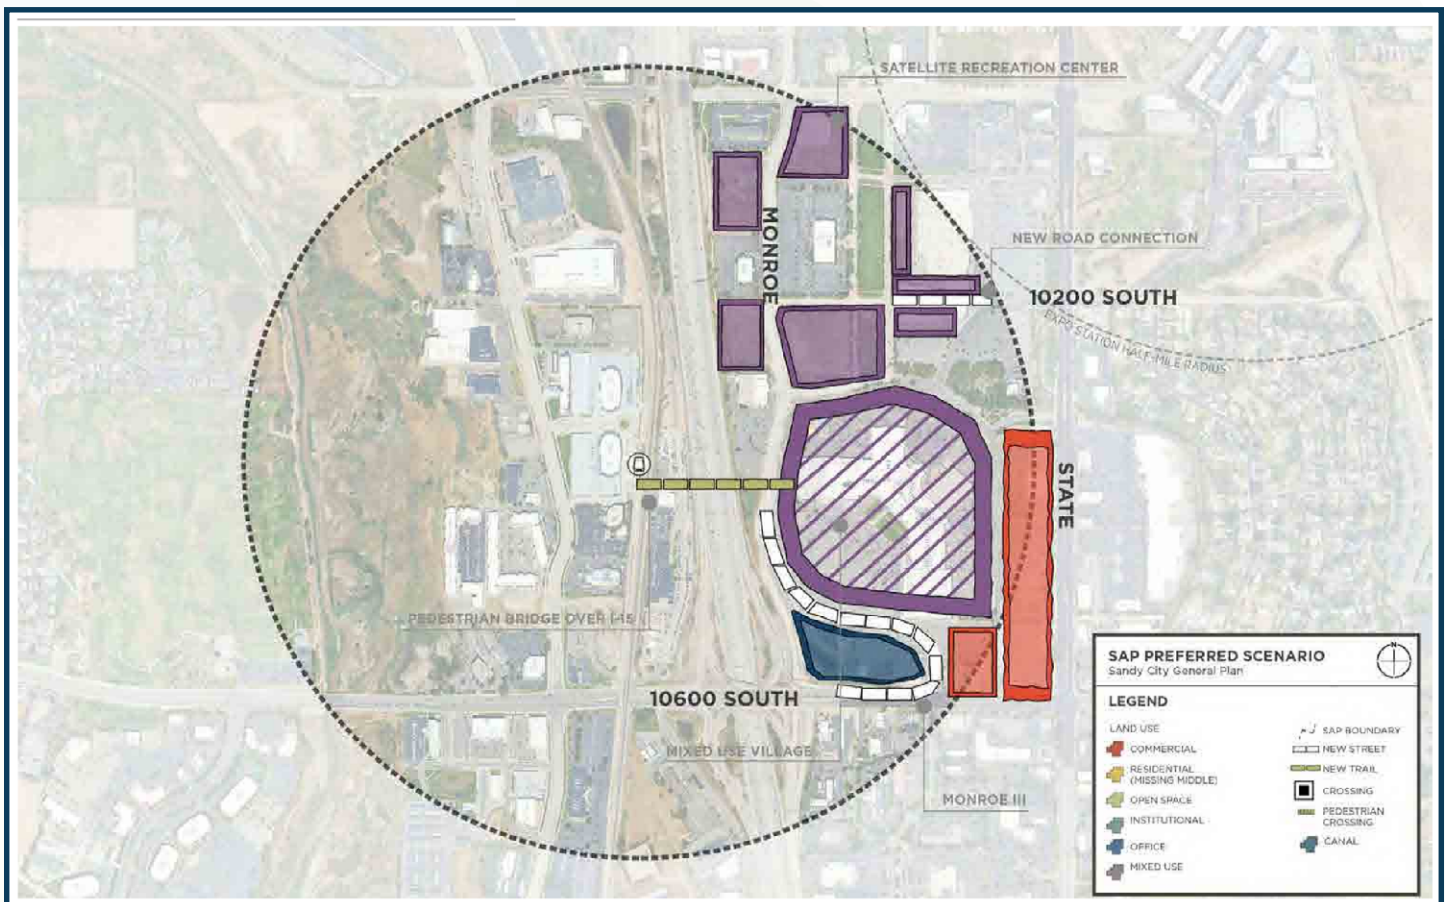 SATELLITE RECREATION CENTER
MONROE
NEW ROAD CONNECTION
10200 SOUTH
EXPO STATION HALF-MILE RADIUS
STATE
PEDESTRIAN BRIDGE OVER I-15
10600 SOUTH
MIXED USE VILLAGE
MONROE III
SAP PREFERRED SCENARIO
Sandy City General Plan
N
LEGEND
LAND USE
COMMERCIAL
RESIDENTIAL
(MISSING MIDDLE)
OPEN SPACE
INSTITUTIONAL
OFFICE
MIXED USE
SAP BOUNDARY
NEW STREET
NEW TRAIL
CROSSING
PEDESTRIAN
CROSSING
CANAL